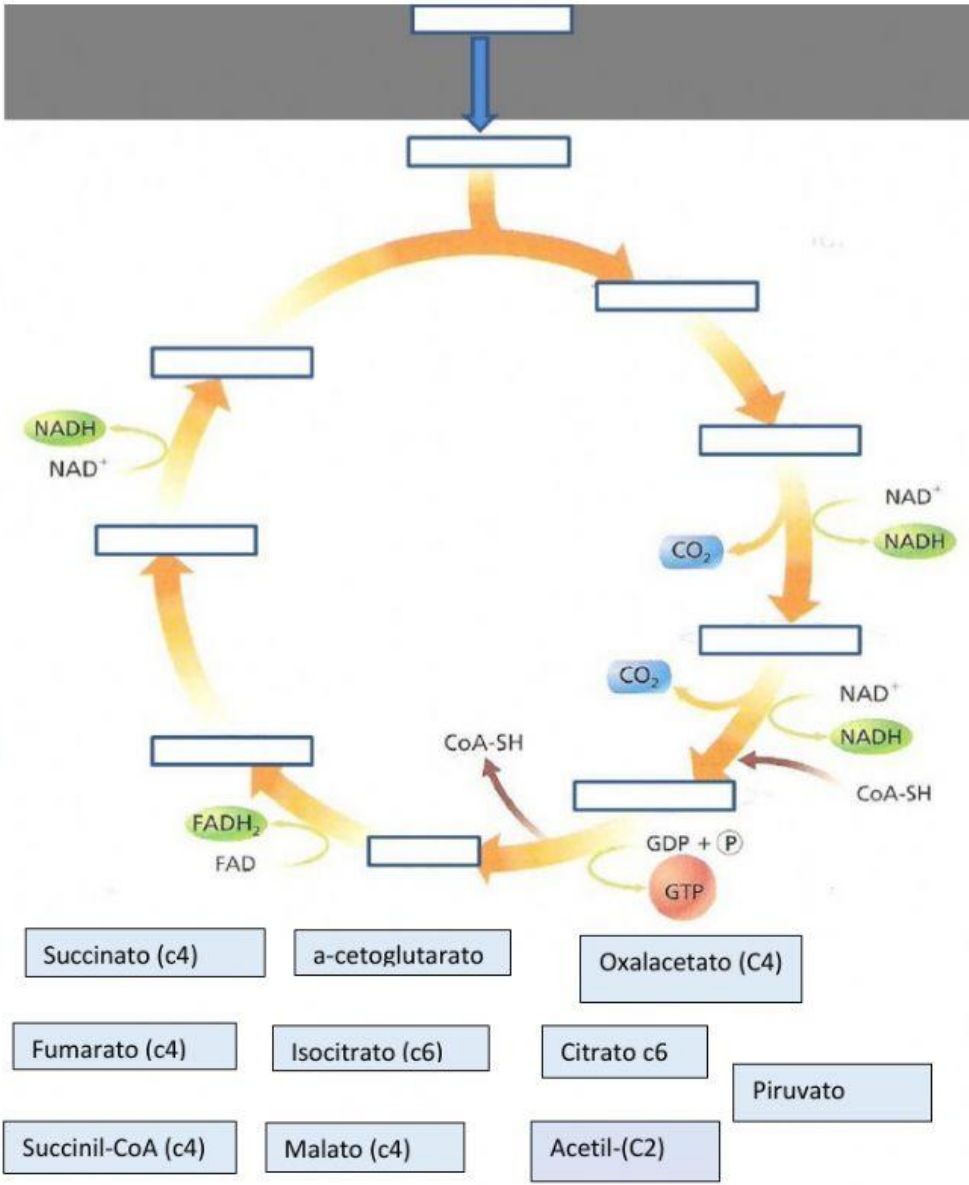 NADH
NAD⁺
NAD⁺
CO₂
NADH
CO₂
NAD⁺
NADH
CoA-SH
CoA-SH
FADH₂
FAD
GDP + P
GTP
Succinato (c4)
a-cetoglutarato
Oxalacetato (C4)
Fumarato (c4)
Isocitrato (c6)
Citrato c6
Piruvato
Succinil-CoA (c4)
Malato (c4)
Acetil-(C2)